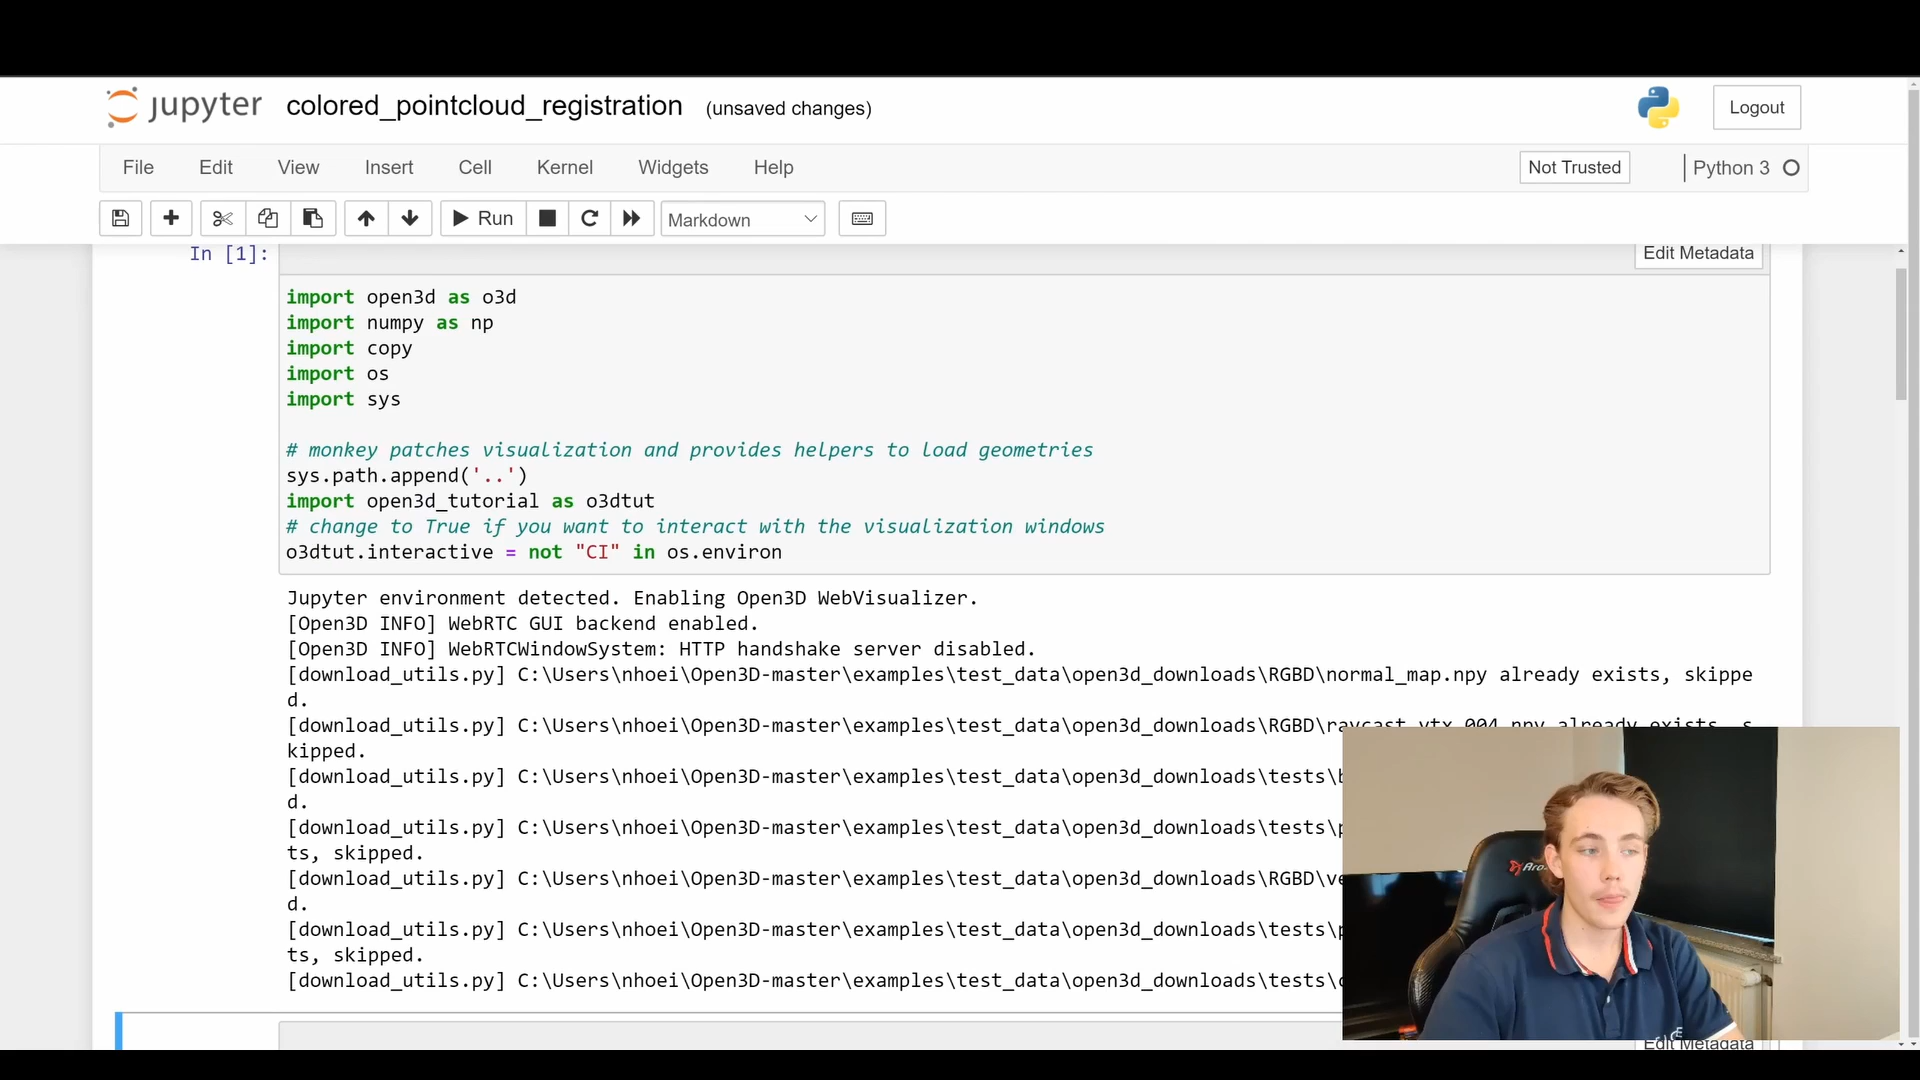 jupyter colored_pointcloud_registration (unsaved changes) Logout
File Edit View Insert Cell Kernel Widgets Help Not Trusted Python 3
Run Markdown
In [1]: Edit Metadata
import open3d as o3d
import numpy as np
import copy
import os
import sys
# monkey patches visualization and provides helpers to load geometries
sys.path.append('..')
import open3d_tutorial as o3dtut
# change to True if you want to interact with the visualization windows
o3dtut.interactive = not "CI" in os.environ
Jupyter environment detected. Enabling Open3D WebVisualizer.
[Open3D INFO] WebRTC GUI backend enabled.
[Open3D INFO] WebRTCWindowSystem: HTTP handshake server disabled.
[download_utils.py] C:\Users\nhoei\Open3D-master\examples\test_data\open3d_downloads\RGBD\normal_map.npy already exists, skippe
d.
[download_utils.py] C:\Users\nhoei\Open3D-master\examples\test_data\open3d_downloads\RGBD\raycast_vtx_004.npy already exists, s
kipped.
[download_utils.py] C:\Users\nhoei\Open3D-master\examples\test_data\open3d_downloads\tests\
d.
[download_utils.py] C:\Users\nhoei\Open3D-master\examples\test_data\open3d_downloads\tests\
ts, skipped.
[download_utils.py] C:\Users\nhoei\Open3D-master\examples\test_data\open3d_downloads\RGBD\ve
d.
[download_utils.py] C:\Users\nhoei\Open3D-master\examples\test_data\open3d_downloads\tests\
ts, skipped.
[download_utils.py] C:\Users\nhoei\Open3D-master\examples\test_data\open3d_downloads\tests\
Edit Metadata